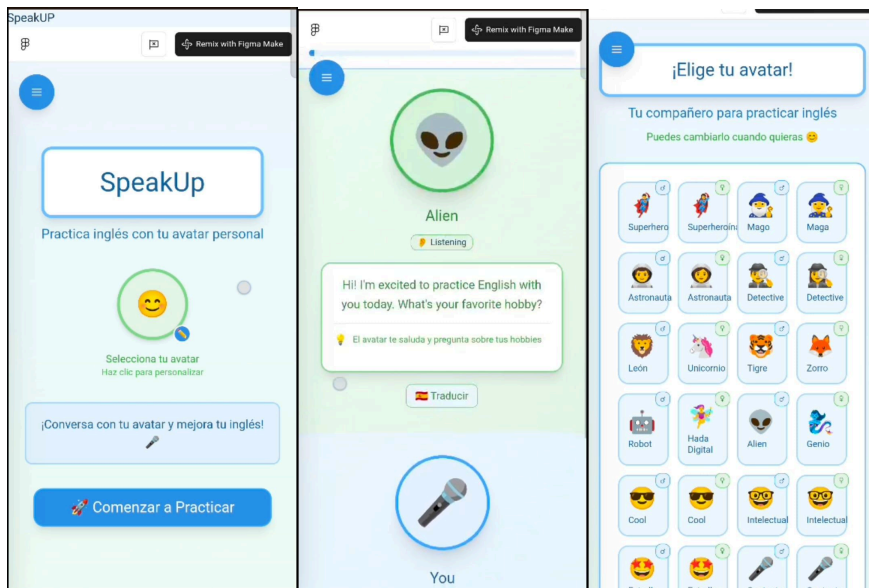 SpeakUP
Remix with Figma Make
SpeakUp
Practica inglés con tu avatar personal
Selecciona tu avatar
Haz clic para personalizar
¡Conversa con tu avatar y mejora tu inglés!
Comenzar a Practicar
Remix with Figma Make
Alien
Listening
Hi! I'm excited to practice English with
you today. What's your favorite hobby?
El avatar te saluda y pregunta sobre tus hobbies
Traducir
You
¡Elige tu avatar!
Tu compañero para practicar inglés
Puedes cambiarlo cuando quieras
Superhero
Superheroín
Mago
Maga
Astronauta
Astronauta
Detective
Detective
León
Unicornio
Tigre
Zorro
Robot
Hada
Digital
Alien
Genio
Cool
Cool
Intelectual
Intelectual